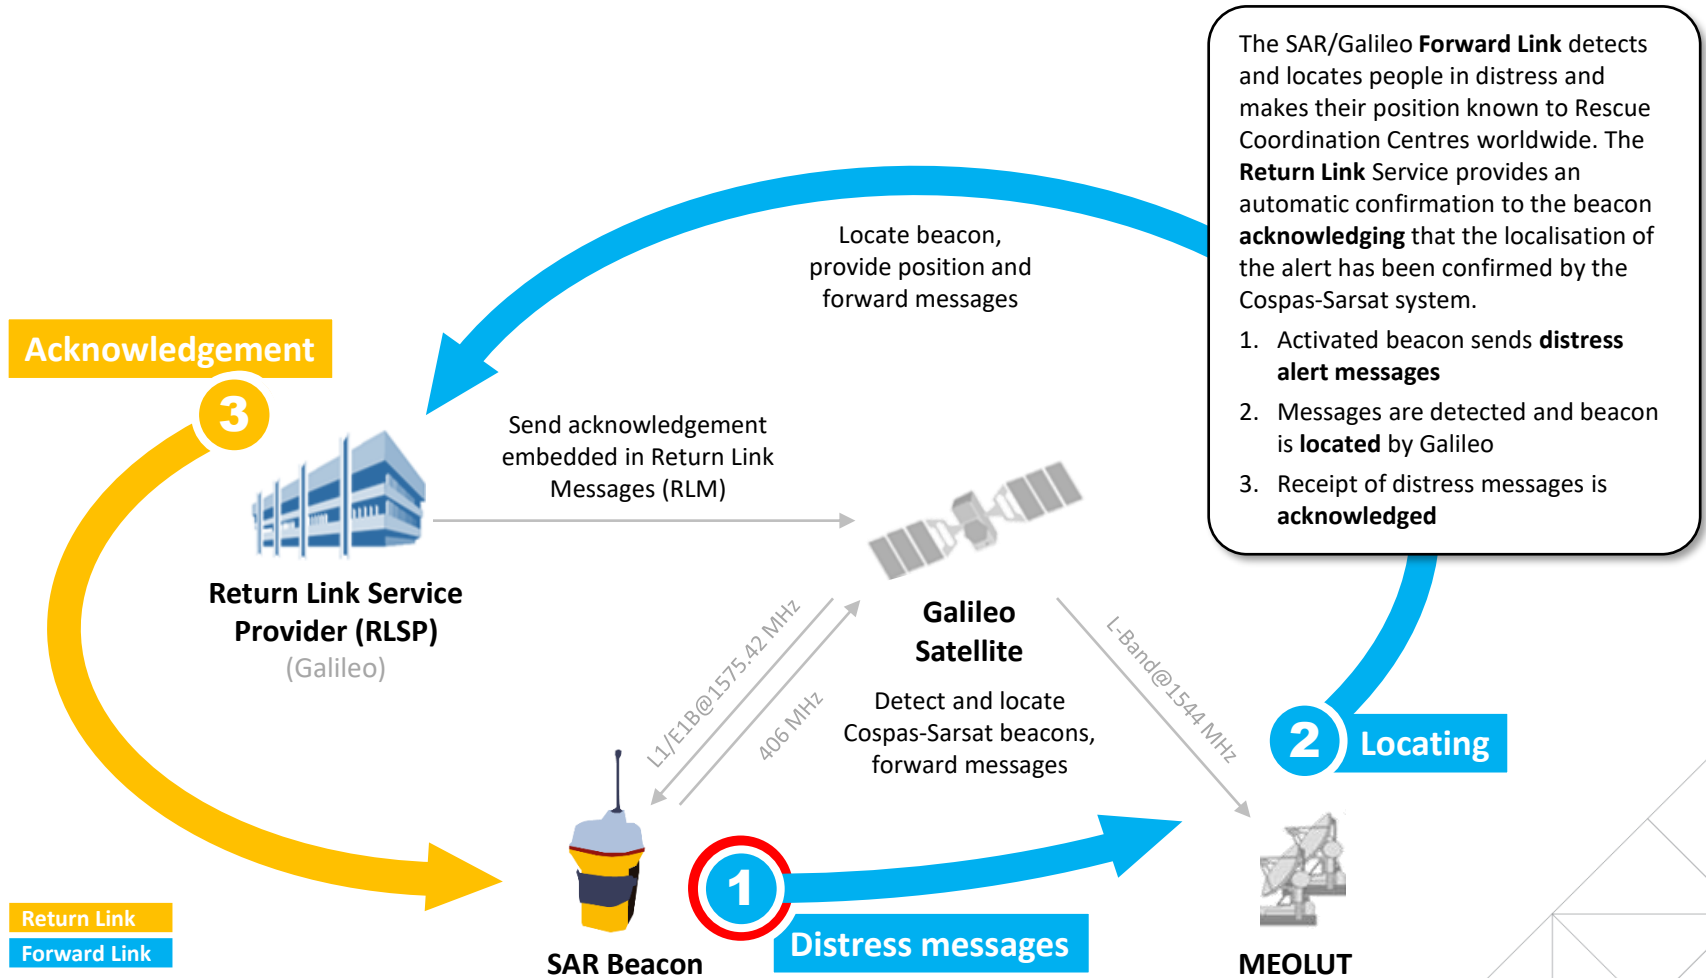 The SAR/Galileo Forward Link detects
and locates people in distress and
makes their position known to Rescue
Coordination Centres worldwide. The
Return Link Service provides an
automatic confirmation to the beacon
acknowledging that the localisation of
the alert has been confirmed by the
Cospas-Sarsat system.
1. Activated beacon sends distress
alert messages
2. Messages are detected and beacon
is located by Galileo
3. Receipt of distress messages is
acknowledged
Locate beacon,
provide position and
forward messages
Acknowledgement
3
Send acknowledgement
embedded in Return Link
Messages (RLM)
Return Link Service
Provider (RLSP)
(Galileo)
Galileo
Satellite
Detect and locate
Cospas-Sarsat beacons,
forward messages
L1/E1B@1575.42 MHz
406 MHz
L-Band@1544 MHz
2
Locating
1
Distress messages
SAR Beacon
MEOLUT
Return Link
Forward Link